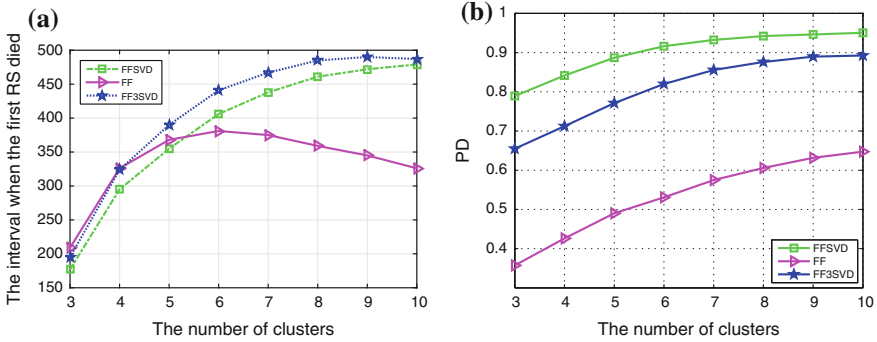 (a)
The interval when the first RS died
500
450
400
350
300
250
200
150
FFSVD
FF
FF3SVD
3 4 5 6 7 8 9 10
The number of clusters
(b)
PD
1
0.9
0.8
0.7
0.6
0.5
0.4
FFSVD
FF
FF3SVD
3 4 5 6 7 8 9 10
The number of clusters